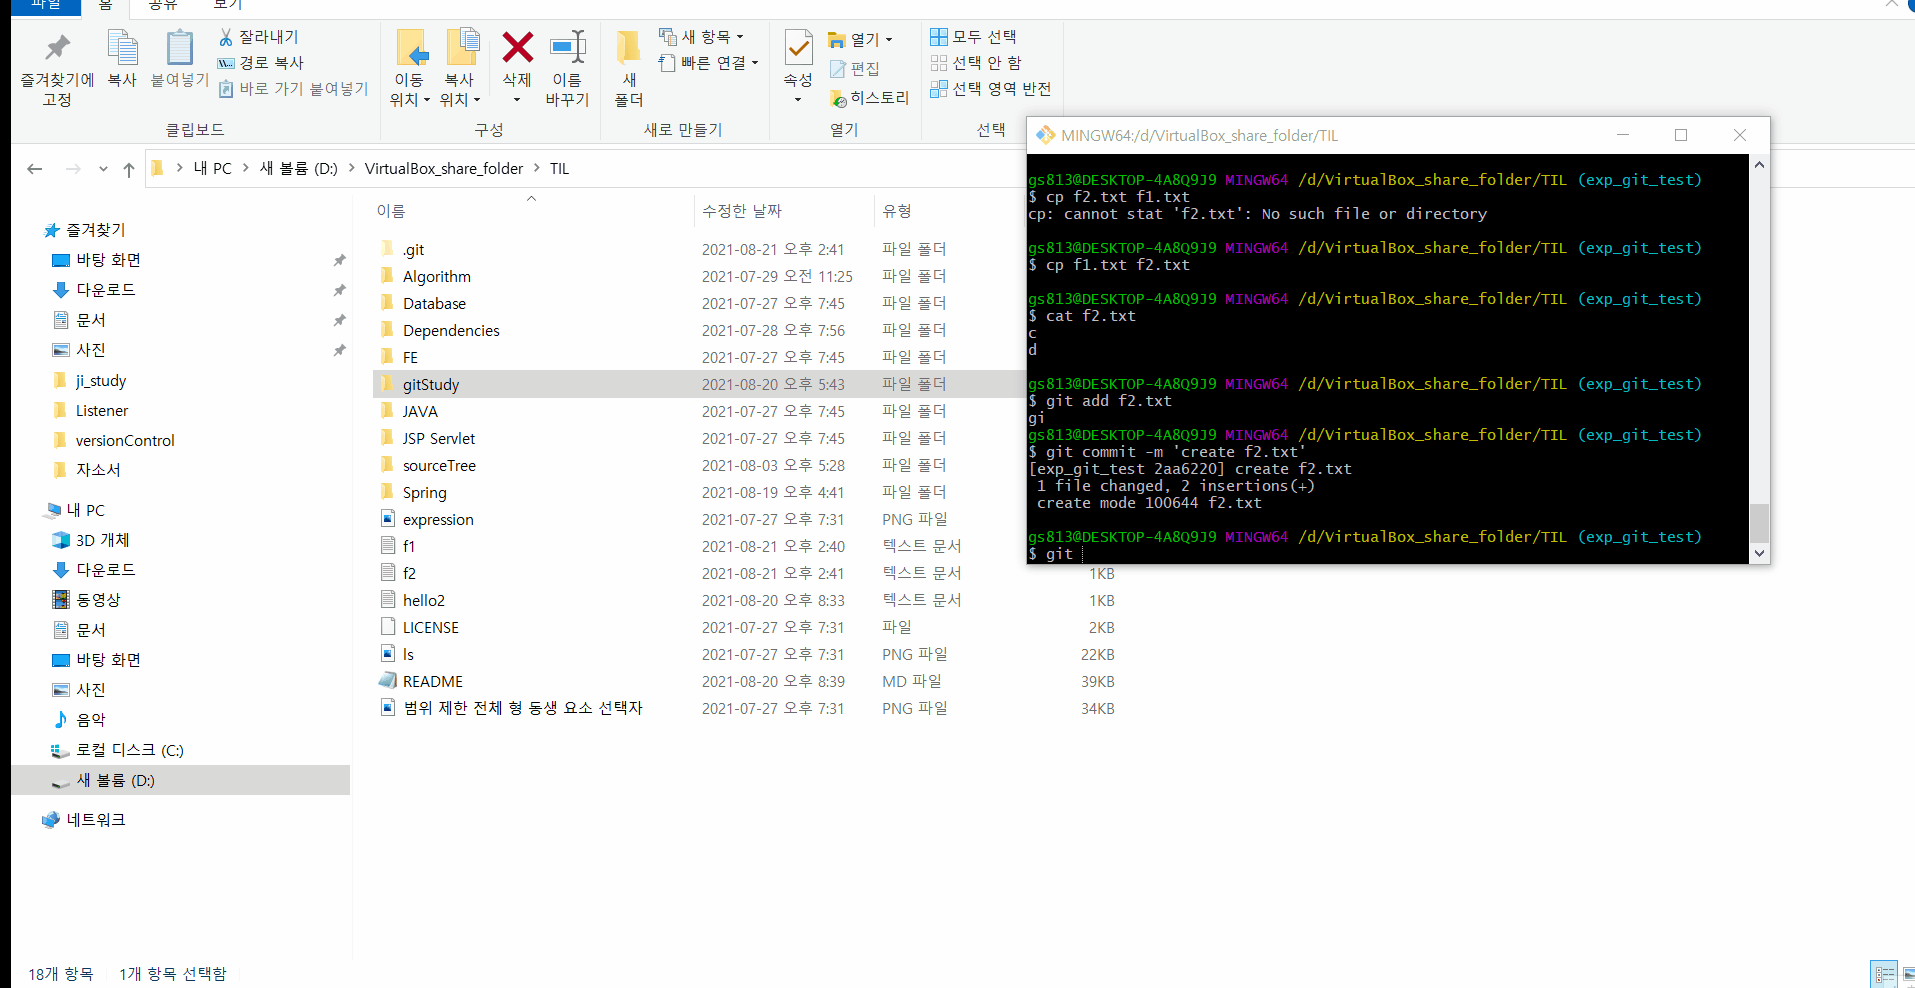 파일 홈 공유 보기
즐겨찾기에 고정
복사
붙여넣기
잘라내기
경로 복사
바로 가기 붙여넣기
클립보드
이동 위치
복사 위치
삭제
이름 바꾸기
구성
새 폴더
새 항목
빠른 연결
새로 만들기
속성
열기
편집
히스토리
열기
모두 선택
선택 안 함
선택 영역 반전
선택
내 PC > 새 볼륨 (D:) > VirtualBox_share_folder > TIL
즐겨찾기
바탕 화면
다운로드
문서
사진
ji_study
Listener
versionControl
자소서
내 PC
3D 개체
다운로드
동영상
문서
바탕 화면
사진
음악
로컬 디스크 (C:)
새 볼륨 (D:)
네트워크
이름 수정한 날짜 유형
.git 2021-08-21 오후 2:41 파일 폴더
Algorithm 2021-07-29 오전 11:25 파일 폴더
Database 2021-07-27 오후 7:45 파일 폴더
Dependencies 2021-07-28 오후 7:56 파일 폴더
FE 2021-07-27 오후 7:45 파일 폴더
gitStudy 2021-08-20 오후 5:43 파일 폴더
JAVA 2021-07-27 오후 7:45 파일 폴더
JSP Servlet 2021-07-27 오후 7:45 파일 폴더
sourceTree 2021-08-03 오후 5:28 파일 폴더
Spring 2021-08-19 오후 4:41 파일 폴더
expression 2021-07-27 오후 7:31 PNG 파일
f1 2021-08-21 오후 2:40 텍스트 문서
f2 2021-08-21 오후 2:41 텍스트 문서 1KB
hello2 2021-08-20 오후 8:33 텍스트 문서 1KB
LICENSE 2021-07-27 오후 7:31 파일 2KB
ls 2021-07-27 오후 7:31 PNG 파일 22KB
README 2021-08-20 오후 8:39 MD 파일 39KB
범위 제한 전체 형 동생 요소 선택자 2021-07-27 오후 7:31 PNG 파일 34KB
18개 항목 1개 항목 선택함
MINGW64:/d/VirtualBox_share_folder/TIL
gs813@DESKTOP-4A8Q9J9 MINGW64 /d/VirtualBox_share_folder/TIL (exp_git_test)
$ cp f2.txt f1.txt
cp: cannot stat 'f2.txt': No such file or directory
gs813@DESKTOP-4A8Q9J9 MINGW64 /d/VirtualBox_share_folder/TIL (exp_git_test)
$ cp f1.txt f2.txt
gs813@DESKTOP-4A8Q9J9 MINGW64 /d/VirtualBox_share_folder/TIL (exp_git_test)
$ cat f2.txt
c
d
gs813@DESKTOP-4A8Q9J9 MINGW64 /d/VirtualBox_share_folder/TIL (exp_git_test)
$ git add f2.txt
gi
gs813@DESKTOP-4A8Q9J9 MINGW64 /d/VirtualBox_share_folder/TIL (exp_git_test)
$ git commit -m 'create f2.txt'
[exp_git_test 2aa6220] create f2.txt
1 file changed, 2 insertions(+)
create mode 100644 f2.txt
gs813@DESKTOP-4A8Q9J9 MINGW64 /d/VirtualBox_share_folder/TIL (exp_git_test)
$ git